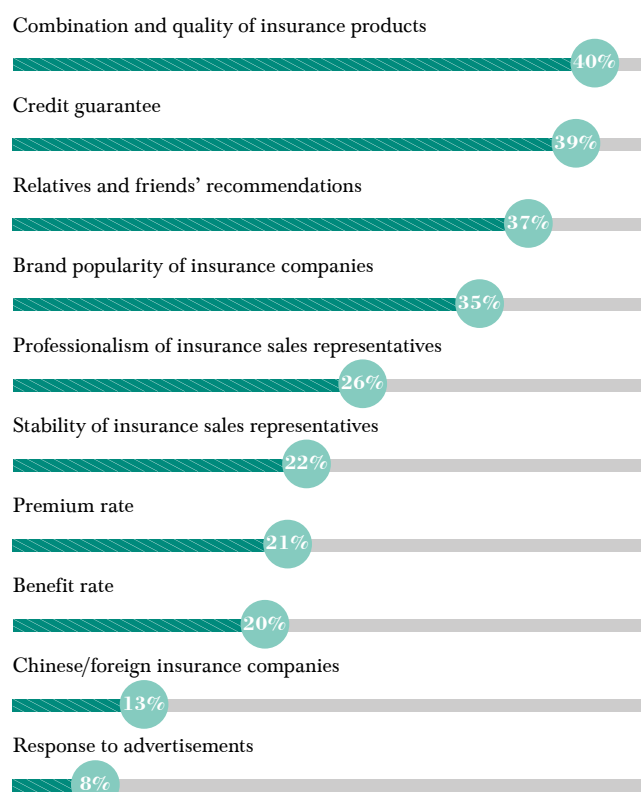 Combination and quality of insurance products
40%
Credit guarantee
39%
Relatives and friends’ recommendations
37%
Brand popularity of insurance companies
35%
Professionalism of insurance sales representatives
26%
Stability of insurance sales representatives
22%
Premium rate
21%
Benefit rate
20%
Chinese/foreign insurance companies
13%
Response to advertisements
8%